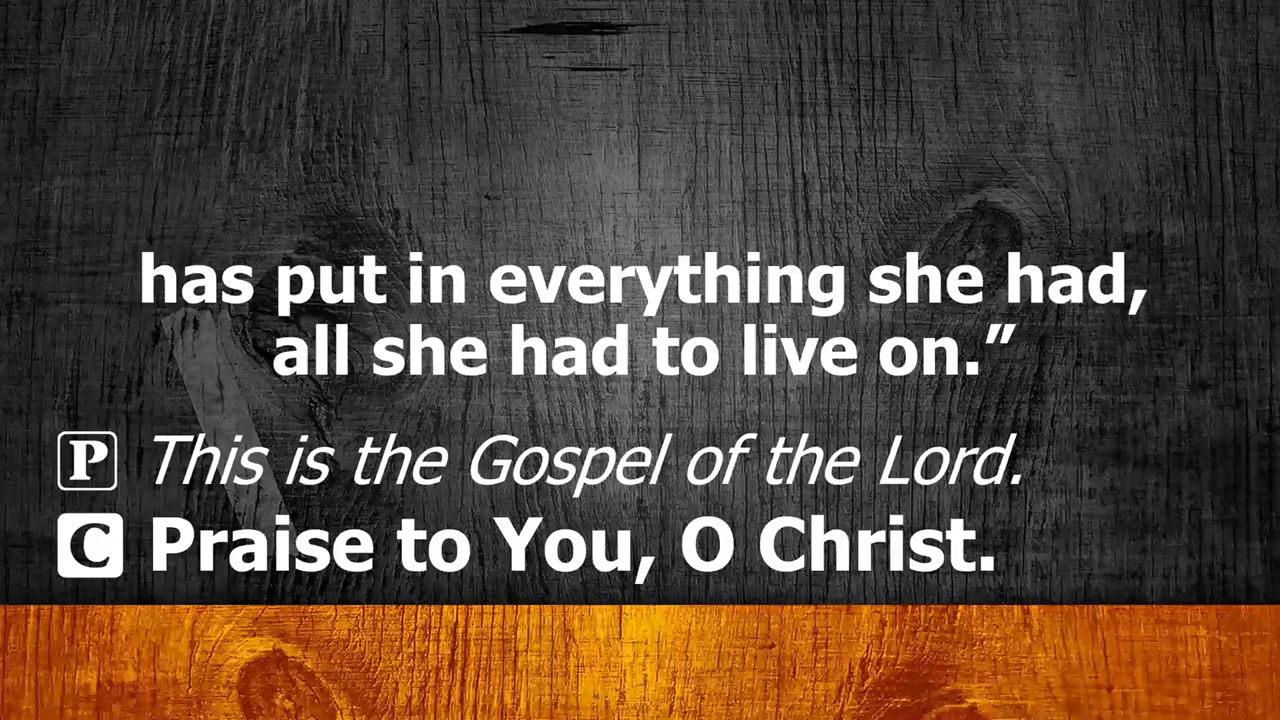 has put in everything she had,
all she had to live on.”
P This is the Gospel of the Lord.
C Praise to You, O Christ.